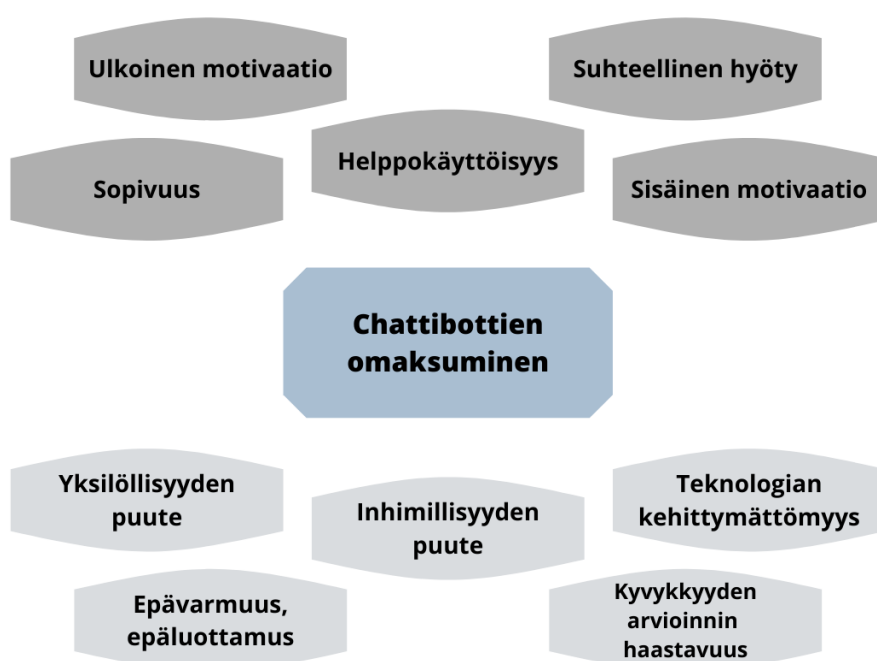 Ulkoinen motivaatio
Suhteellinen hyöty
Helppokäyttöisyys
Sopivuus
Sisäinen motivaatio
Chattibottien
omaksuminen
Yksilöllisyyden
puute
Inhimillisyyden
puute
Teknologian
kehittymättömyys
Epävarmuus,
epäluottamus
Kyvykkyyden
arvioinnin
haastavuus